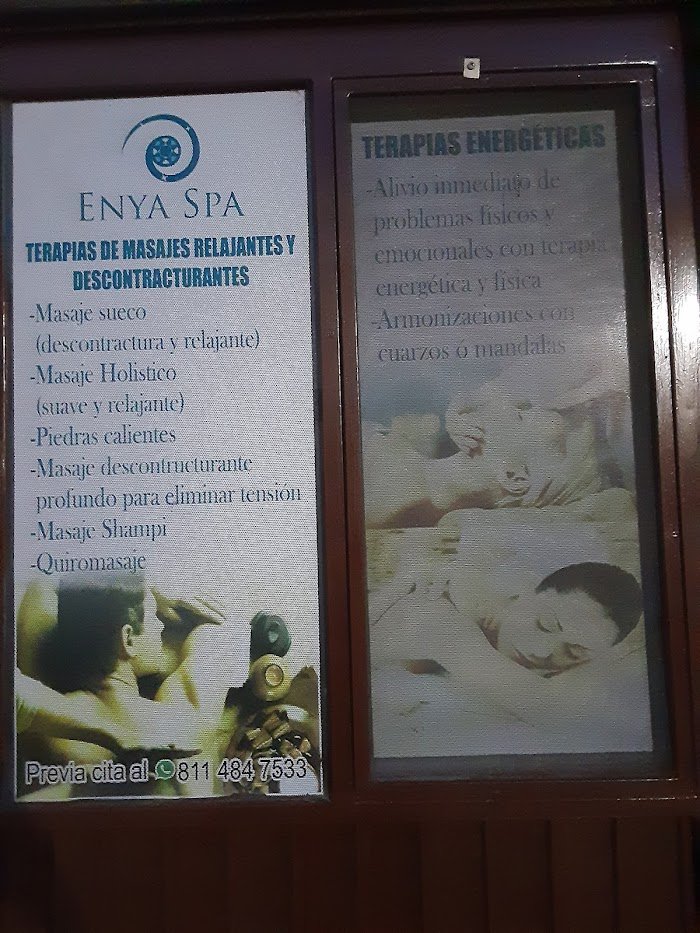 ENYA SPA
TERAPIAS DE MASAJES RELAJANTES Y
DESCONTRACTURANTES
-Masaje sueco
(descontractura y relajante)
-Masaje Holistico
(suave y relajante)
-Piedras calientes
-Masaje descontructurante
profundo para eliminar tensión
-Masaje Shampi
-Quiromasaje
Previa cita al 811 484 7533
TERAPIAS ENERGÉTICAS
-Alivio inmediato de
problemas físicos y
emocionales con terapia
energética y física
-Armonizaciones con
cuarzos ó mandalas